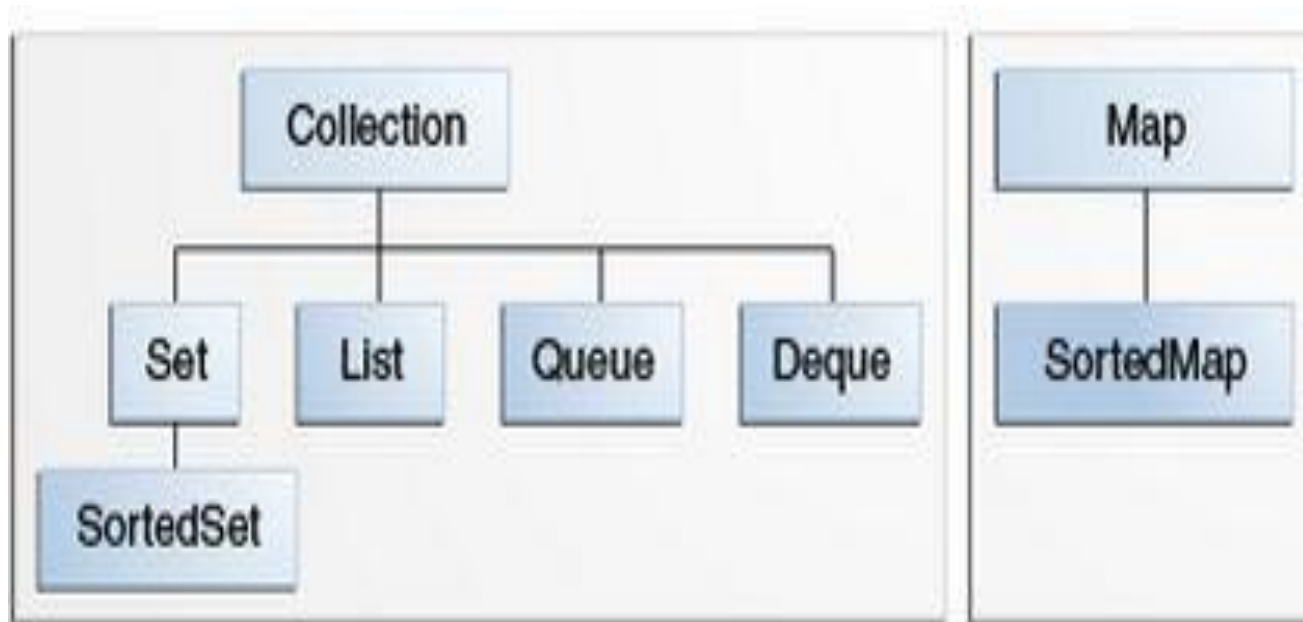 Collection
Map
Set
List
Queue
Deque
SortedMap
SortedSet